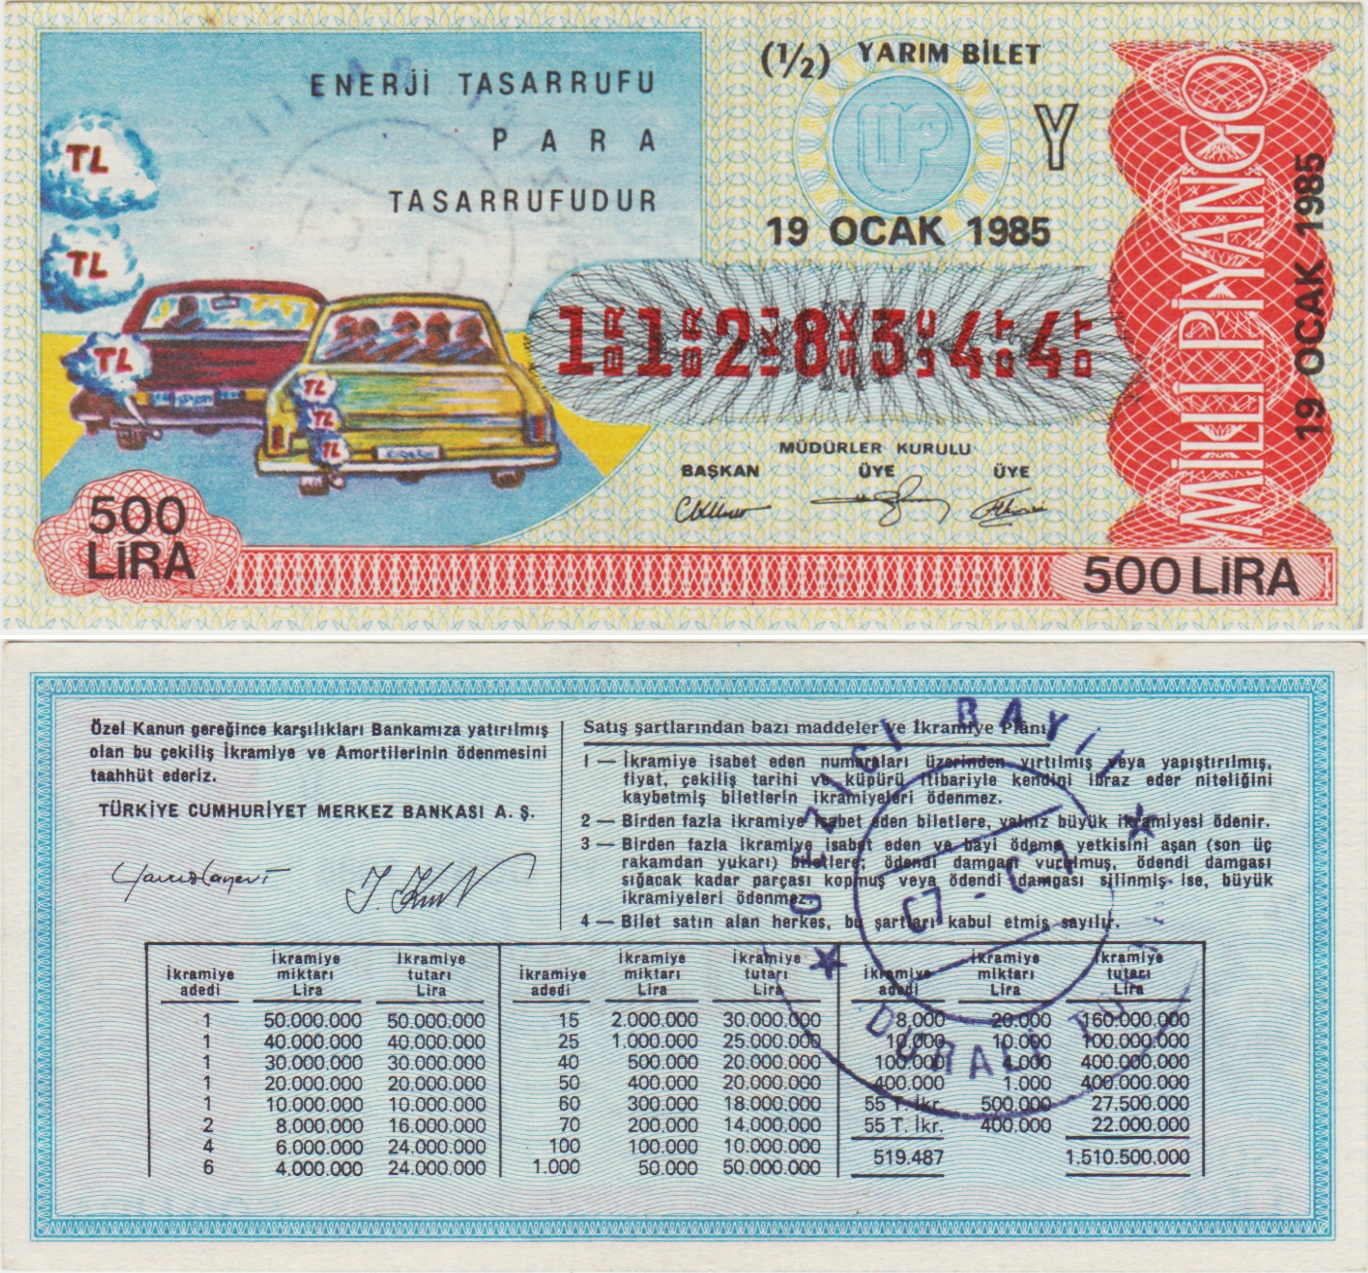 ENERJİ TASARRUFU
PARA
TASARRUFUDUR
TL
TL
TL
TL
TL
TL
(1/2) YARIM BİLET
Y
19 OCAK 1985
1 BR 1 BR 2 İKİ 8 SKZ 3 ÜC 4 DT 4 DT
MÜDÜRLER KURULU
BAŞKAN ÜYE ÜYE
MİLLİ PİYANGO
19 OCAK 1985
500
LİRA
500 LİRA
Özel Kanun gereğince karşılıkları Bankamıza yatırılmış
olan bu çekiliş İkramiye ve Amortilerinin ödenmesini
taahhüt ederiz.
TÜRKİYE CUMHURİYET MERKEZ BANKASI A. Ş.
Satış şartlarından bazı maddeler ve İkramiye Plânı
1 — İkramiye isabet eden numaraları üzerinden yırtılmış veya yapıştırılmış,
fiyat, çekiliş tarihi ve küpürü itibariyle kendini ibraz eder niteliğini
kaybetmiş biletlerin ikramiyeleri ödenmez.
2 — Birden fazla ikramiye isabet eden biletlere, yalnız büyük ikramiyesi ödenir.
3 — Birden fazla ikramiye isabet eden ve bayi ödeme yetkisini aşan (son üç
rakamdan yukarı) biletlere; ödendi damgası vurulmuş, ödendi damgası
sığacak kadar parçası kopmuş veya ödendi damgası silinmiş ise, büyük
ikramiyeleri ödenmez.
4 — Bilet satın alan herkes, bu şartları kabul etmiş sayılır.
İkramiye adedi İkramiye miktarı Lira İkramiye tutarı Lira İkramiye adedi İkramiye miktarı Lira İkramiye tutarı Lira İkramiye adedi İkramiye miktarı Lira İkramiye tutarı Lira
1 50.000.000 50.000.000 15 2.000.000 30.000.000 8.000 20.000 160.000.000
1 40.000.000 40.000.000 25 1.000.000 25.000.000 10.000 10.000 100.000.000
1 30.000.000 30.000.000 40 500.000 20.000.000 100.000 4.000 400.000.000
1 20.000.000 20.000.000 50 400.000 20.000.000 400.000 1.000 400.000.000
1 10.000.000 10.000.000 60 300.000 18.000.000 55 T. İkr. 500.000 27.500.000
2 8.000.000 16.000.000 70 200.000 14.000.000 55 T. İkr. 400.000 22.000.000
4 6.000.000 24.000.000 100 100.000 10.000.000 519.487 1.510.500.000
6 4.000.000 24.000.000 1.000 50.000 50.000.000
GEZİCİ BAYİİ
DURALİ